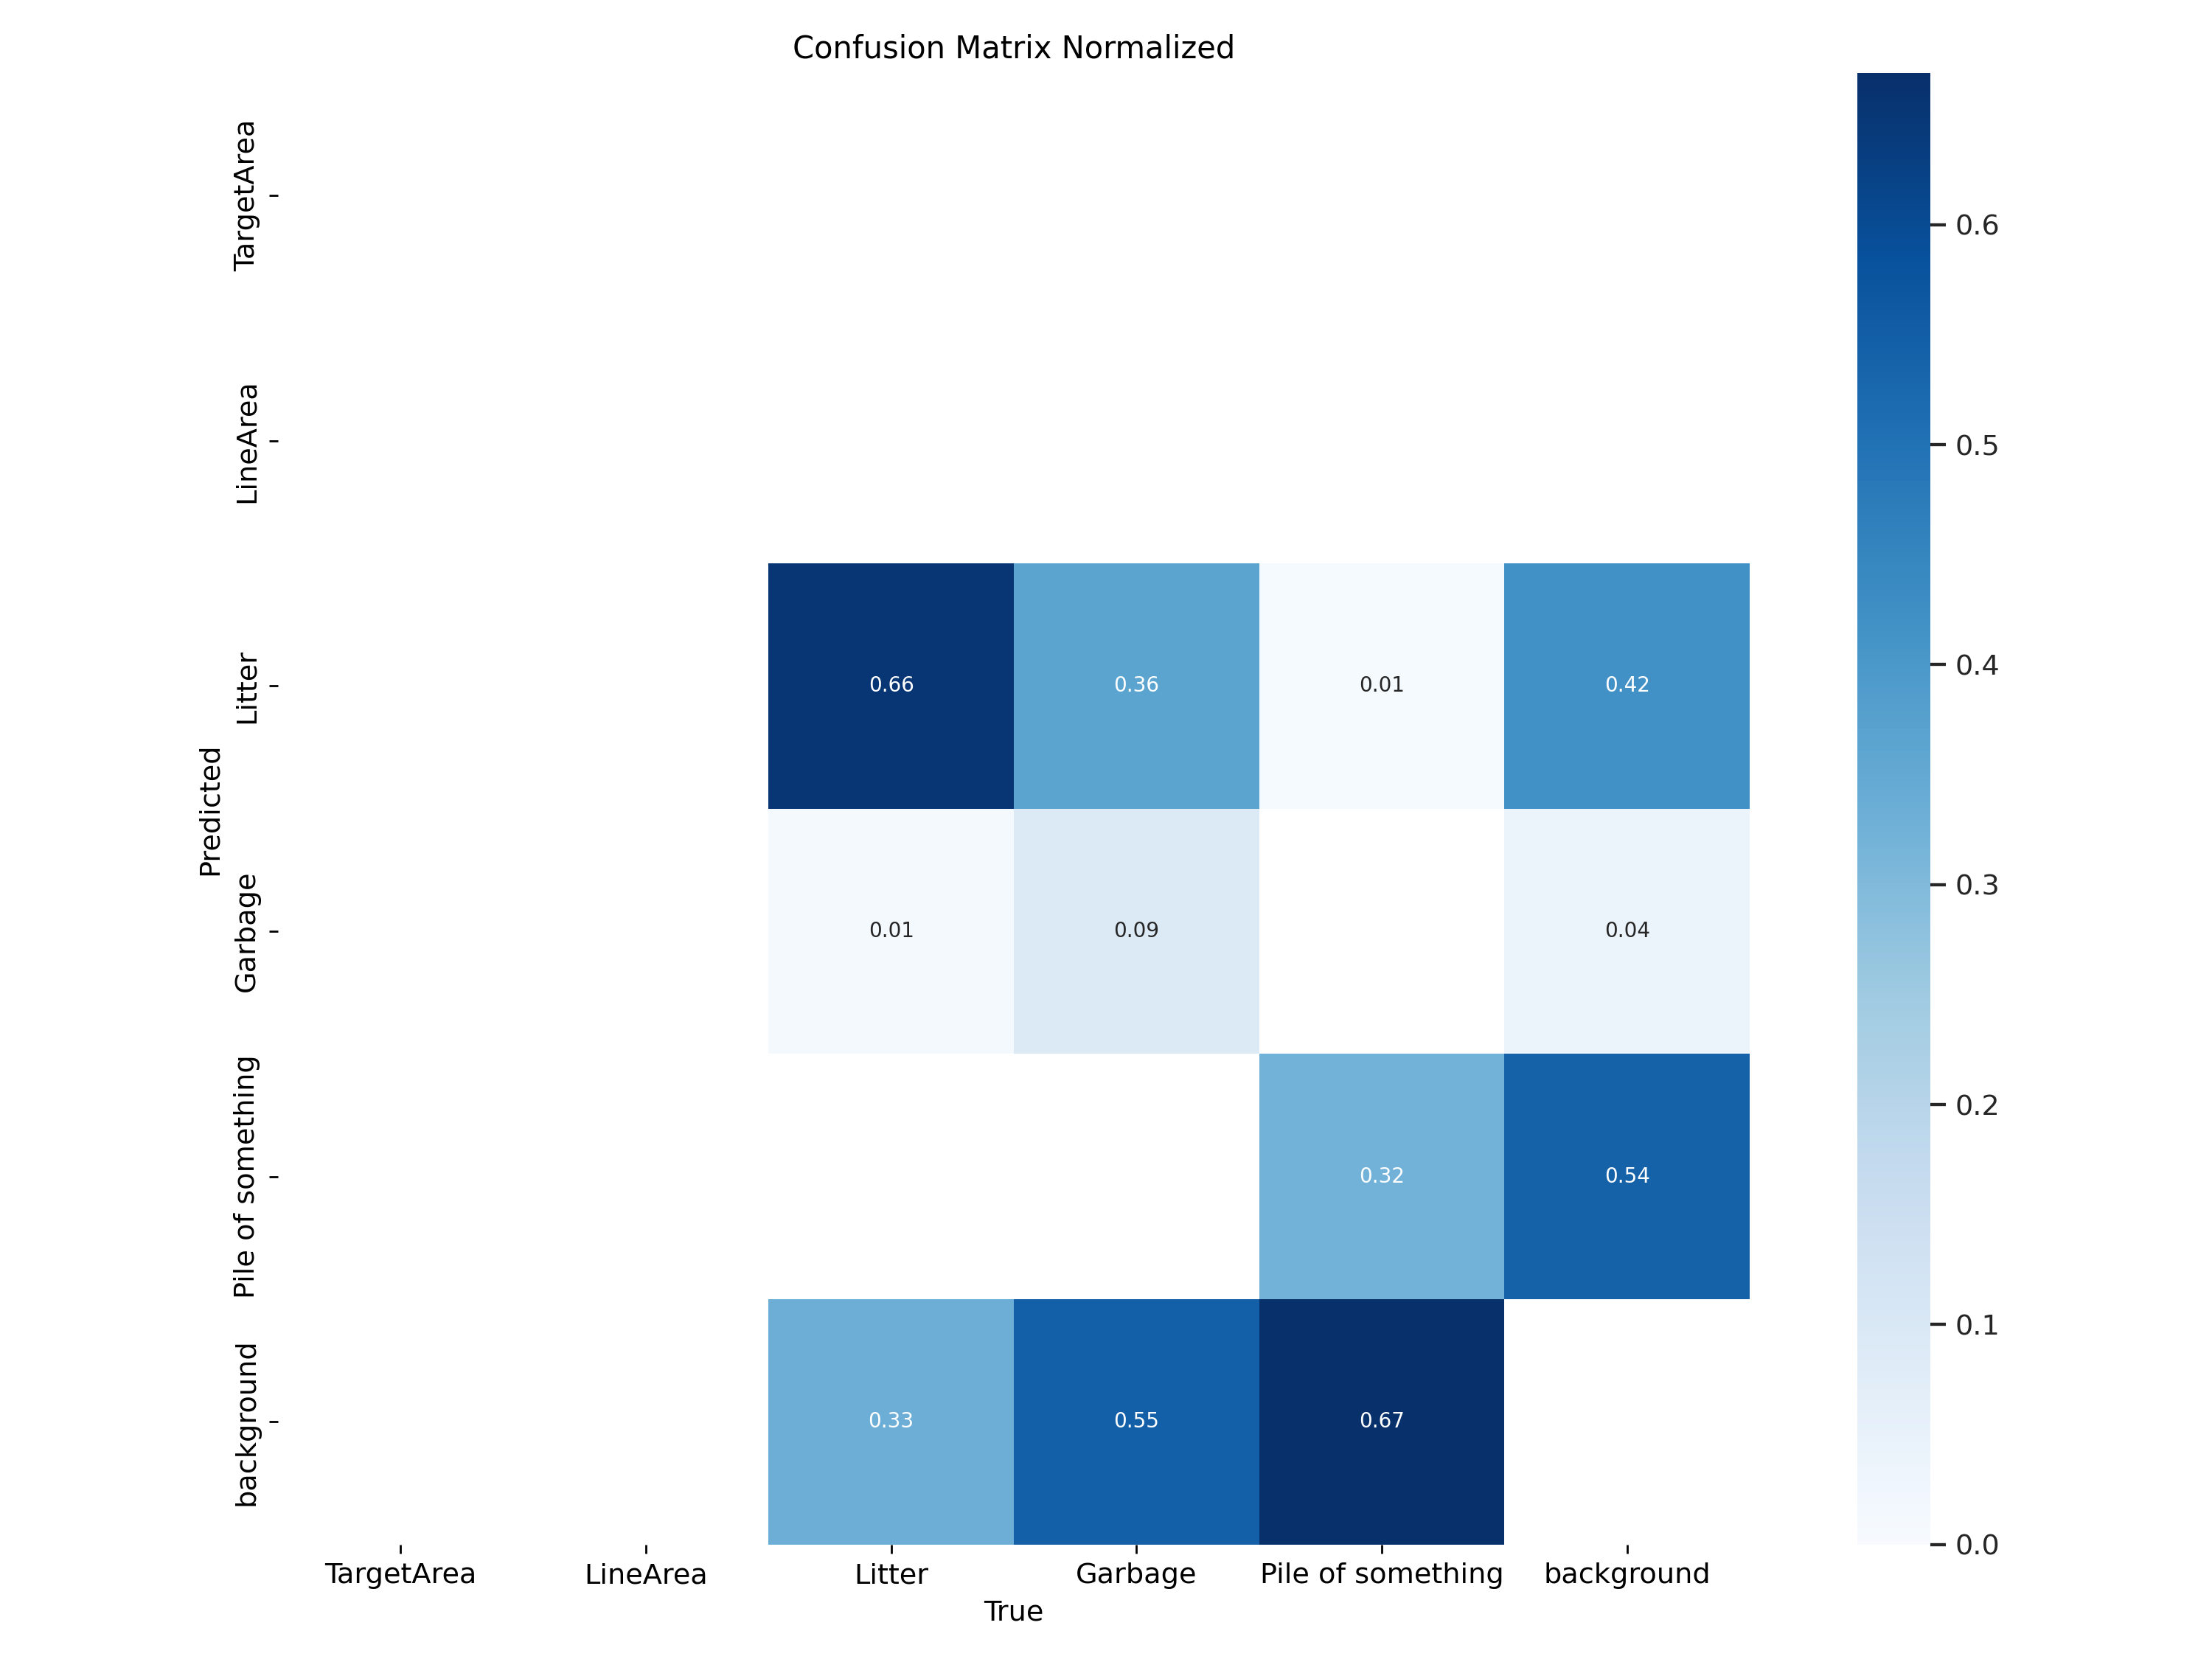 Confusion Matrix Normalized
TargetArea
LineArea
Litter
Garbage
Pile of something
background
Predicted
0.66 0.36 0.01 0.42
0.01 0.09 0.04
0.32 0.54
0.33 0.55 0.67
TargetArea LineArea Litter Garbage Pile of something background
True
0.6
0.5
0.4
0.3
0.2
0.1
0.0